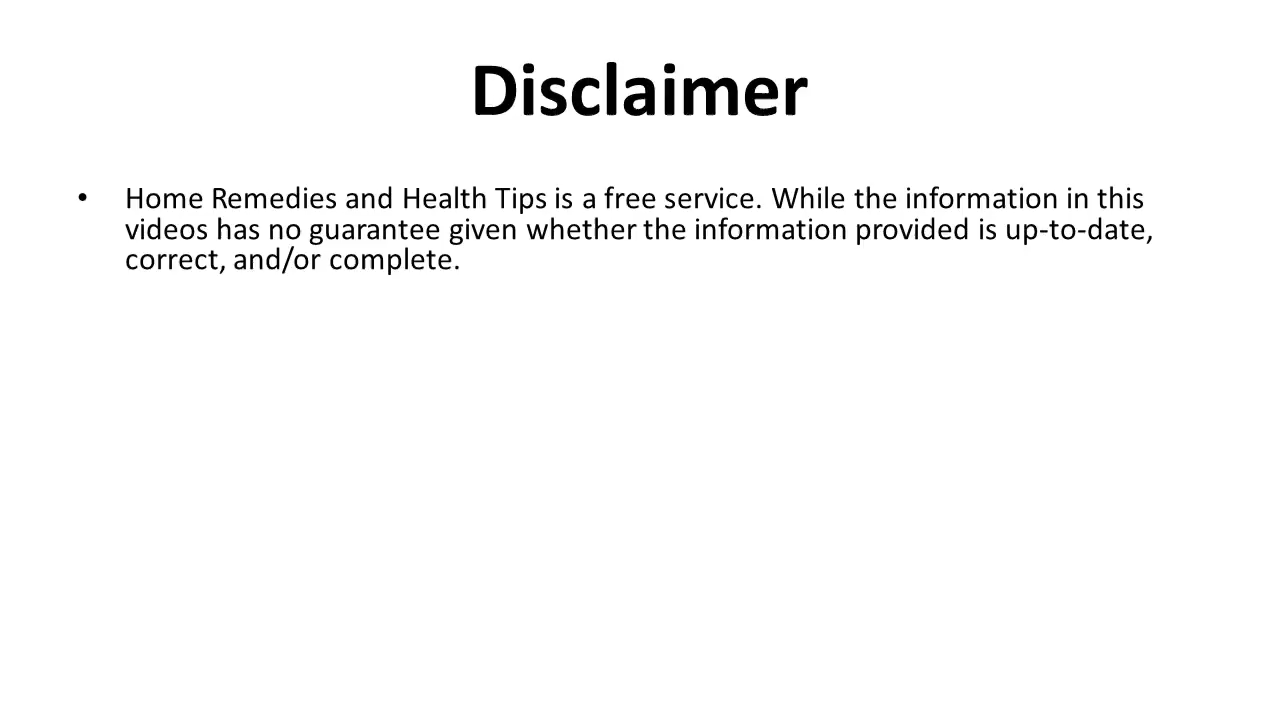 Disclaimer
• Home Remedies and Health Tips is a free service. While the information in this
videos has no guarantee given whether the information provided is up-to-date,
correct, and/or complete.